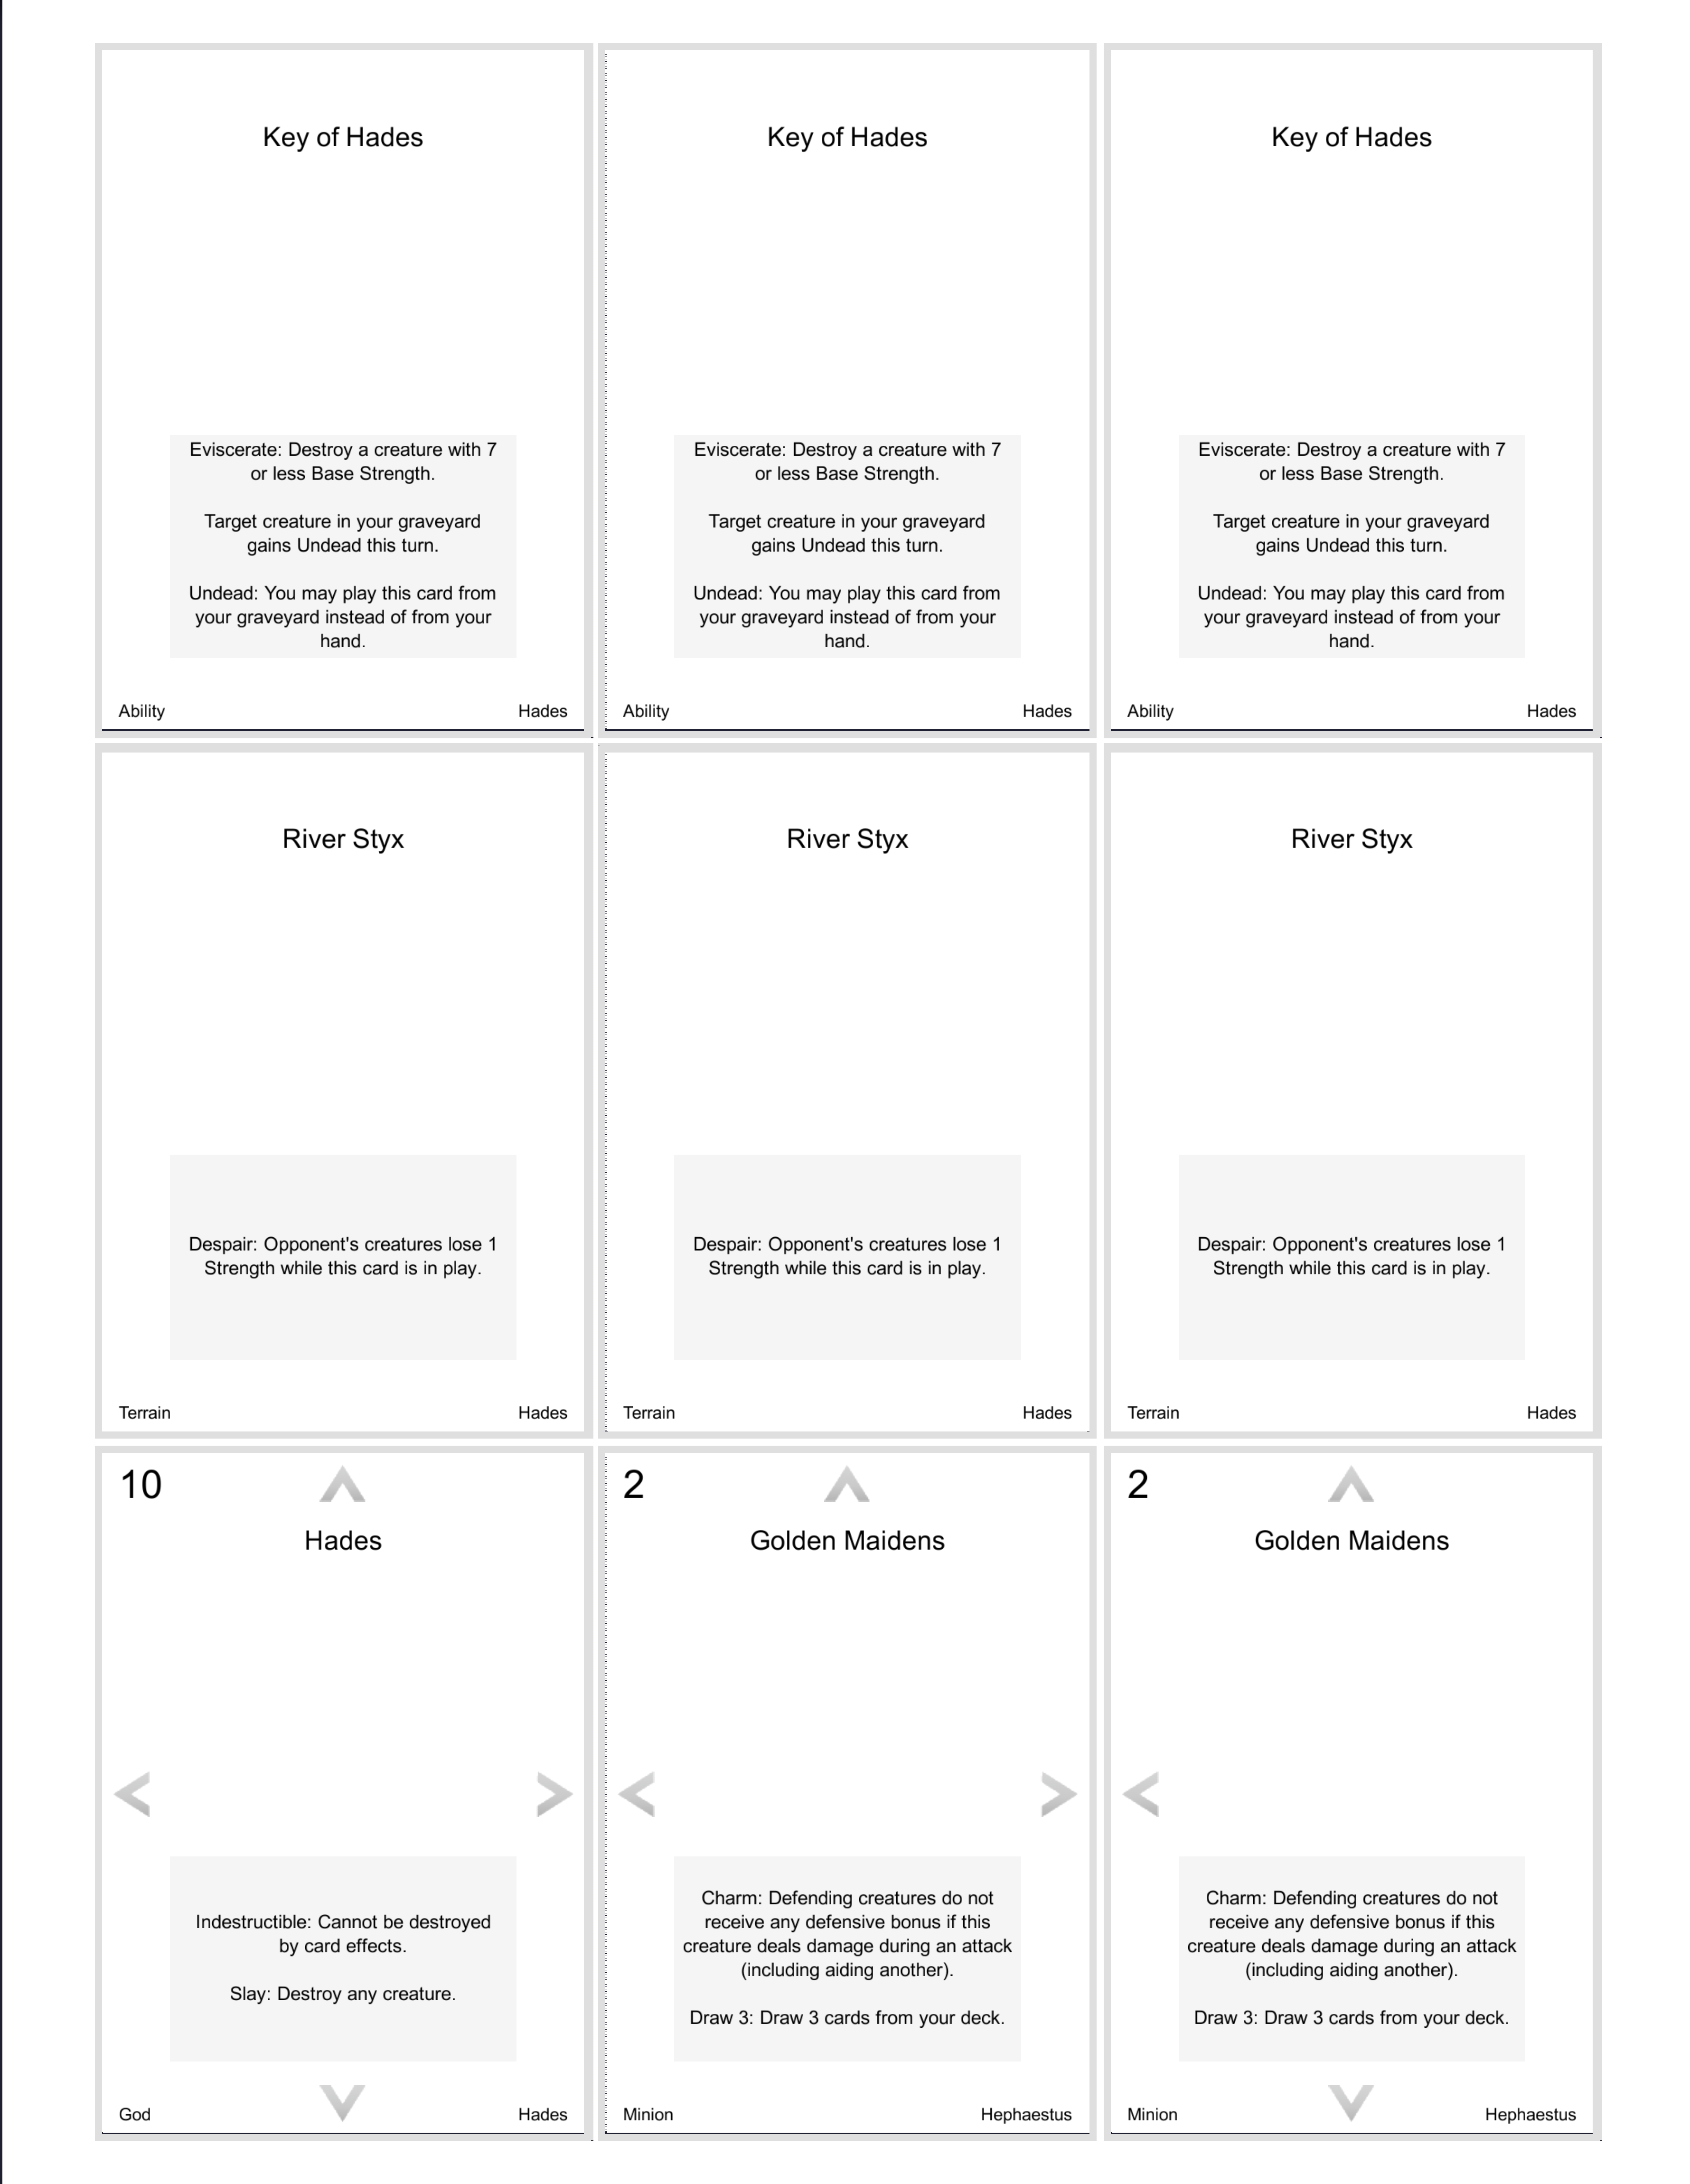 Key of Hades
Eviscerate: Destroy a creature with 7
or less Base Strength.
Target creature in your graveyard
gains Undead this turn.
Undead: You may play this card from
your graveyard instead of from your
hand.
Ability
Hades
Key of Hades
Eviscerate: Destroy a creature with 7
or less Base Strength.
Target creature in your graveyard
gains Undead this turn.
Undead: You may play this card from
your graveyard instead of from your
hand.
Ability
Hades
Key of Hades
Eviscerate: Destroy a creature with 7
or less Base Strength.
Target creature in your graveyard
gains Undead this turn.
Undead: You may play this card from
your graveyard instead of from your
hand.
Ability
Hades
River Styx
Despair: Opponent's creatures lose 1
Strength while this card is in play.
Terrain
Hades
River Styx
Despair: Opponent's creatures lose 1
Strength while this card is in play.
Terrain
Hades
River Styx
Despair: Opponent's creatures lose 1
Strength while this card is in play.
Terrain
Hades
10
Hades
Indestructible: Cannot be destroyed
by card effects.
Slay: Destroy any creature.
God
Hades
2
Golden Maidens
Charm: Defending creatures do not
receive any defensive bonus if this
creature deals damage during an attack
(including aiding another).
Draw 3: Draw 3 cards from your deck.
Minion
Hephaestus
2
Golden Maidens
Charm: Defending creatures do not
receive any defensive bonus if this
creature deals damage during an attack
(including aiding another).
Draw 3: Draw 3 cards from your deck.
Minion
Hephaestus